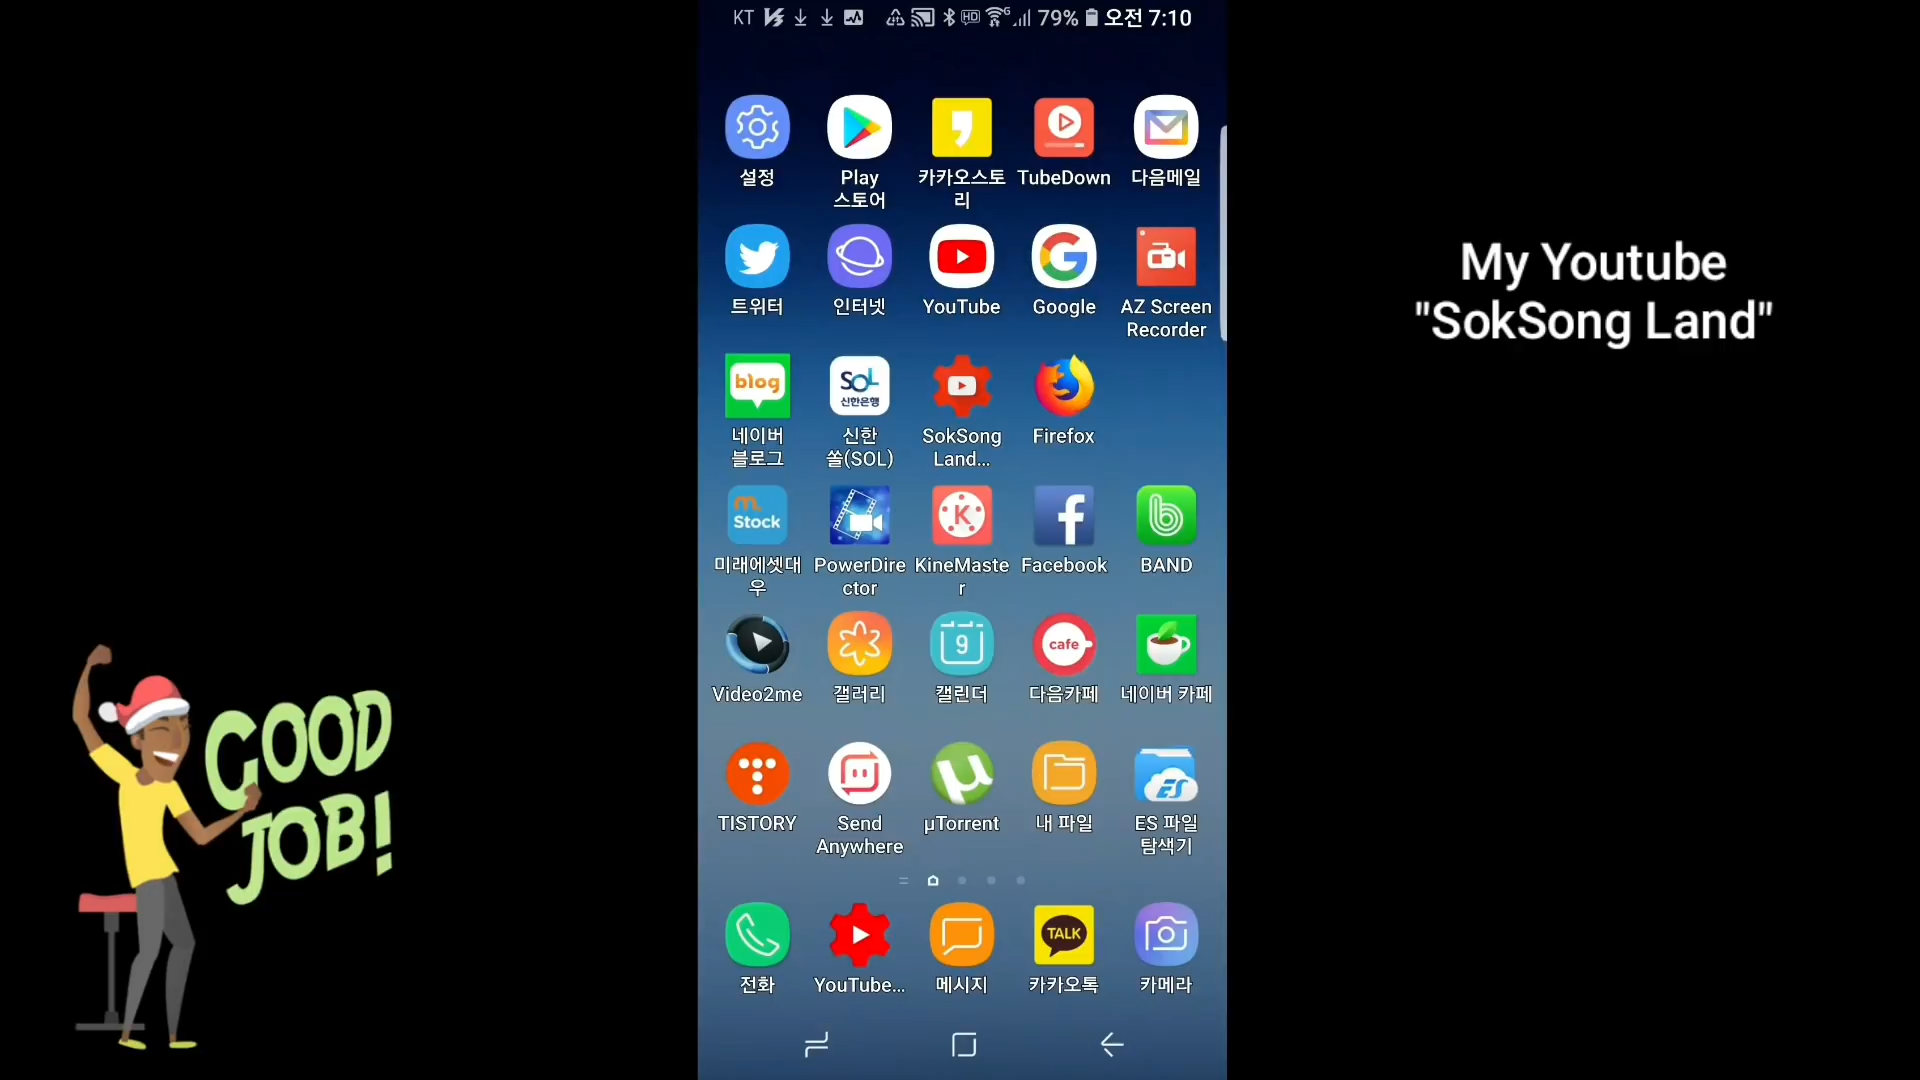 KT HD 79% 오전 7:10
설정 Play 스토어 카카오스토리 TubeDown 다음메일
My Youtube
"SokSong Land"
트위터 인터넷 YouTube Google AZ Screen Recorder
blog SOL 신한은행
네이버 블로그 신한 쏠(SOL) SokSong Land... Firefox
m.Stock K f b
미래에셋대우 PowerDirector KineMaster Facebook BAND
9 cafe
Video2me 갤러리 캘린더 다음카페 네이버 카페
GOOD
JOB!
µ ES
TISTORY Send Anywhere µTorrent 내 파일 ES 파일 탐색기
TALK
전화 YouTube... 메시지 카카오톡 카메라